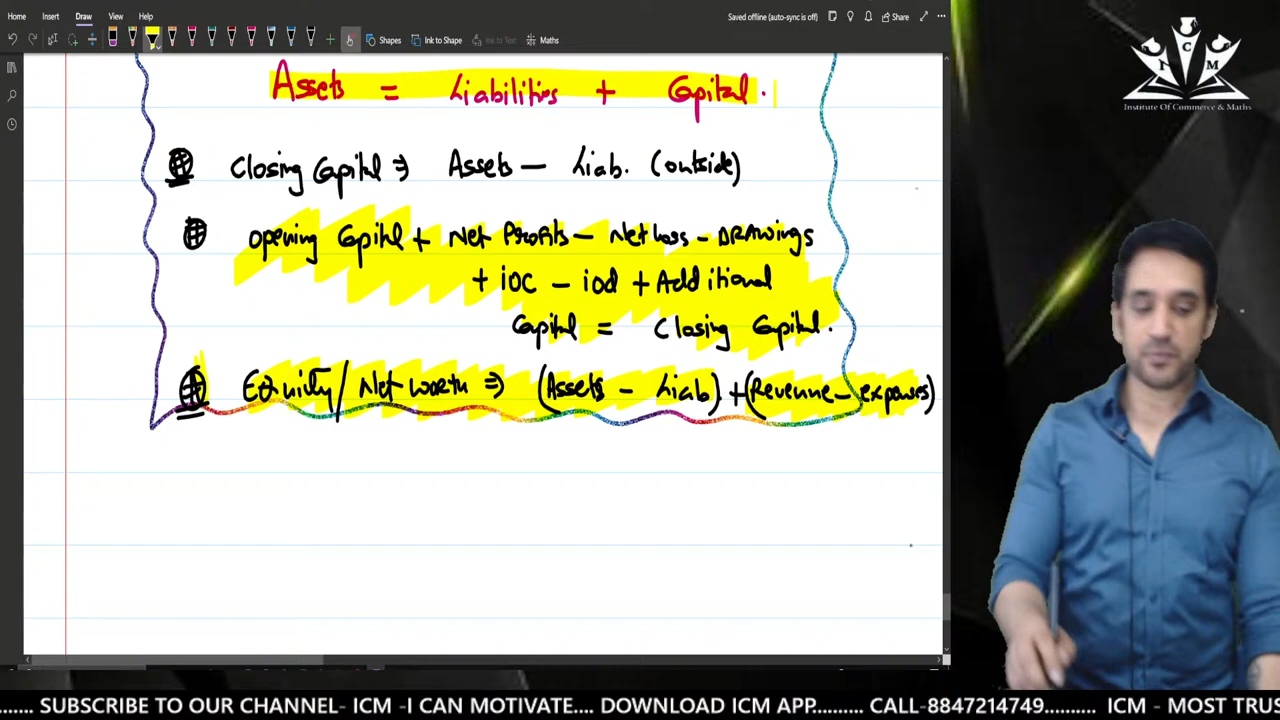 Home Insert Draw View Help
Saved offline (auto-sync is off)
Share
Shapes Ink to Shape Ink to Text Maths
Assets = Liabilities + Capital.
Closing Capital ⇒ Assets – Liab. (outside)
opening Capital + Net Profits – Net loss – DRAWings
+ ioc – iod + Additional
Capital = Closing Capital.
Equity/Net worth ⇒ (Assets – Liab) + (Revenue – expenses)
I C M
Institute Of Commerce & Maths
..... SUBSCRIBE TO OUR CHANNEL- ICM -I CAN MOTIVATE.... DOWNLOAD ICM APP......... CALL-8847214749.......... ICM - MOST TRUS